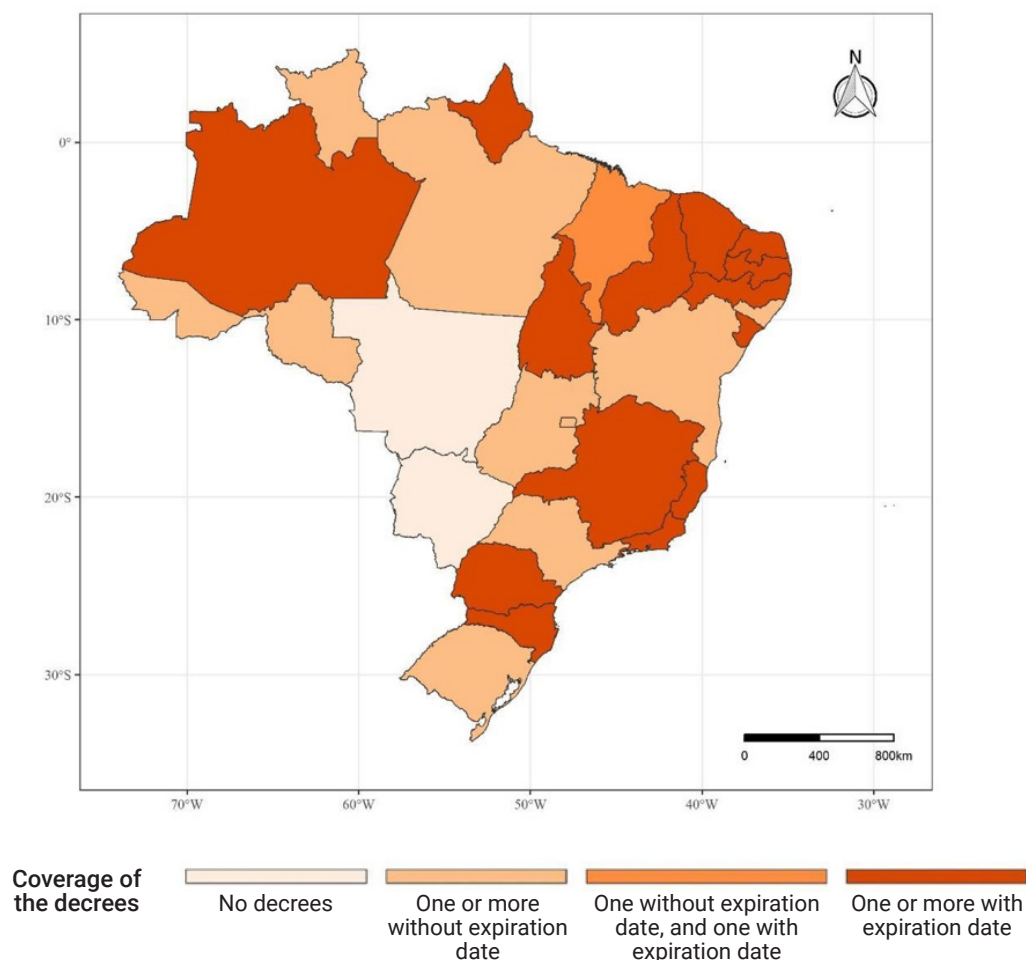 N
0°
10°S
20°S
30°S
0 400 800km
70°W 60°W 50°W 40°W 30°W
Coverage of
the decrees
No decrees
One or more
without expiration
date
One without expiration
date, and one with
expiration date
One or more with
expiration date